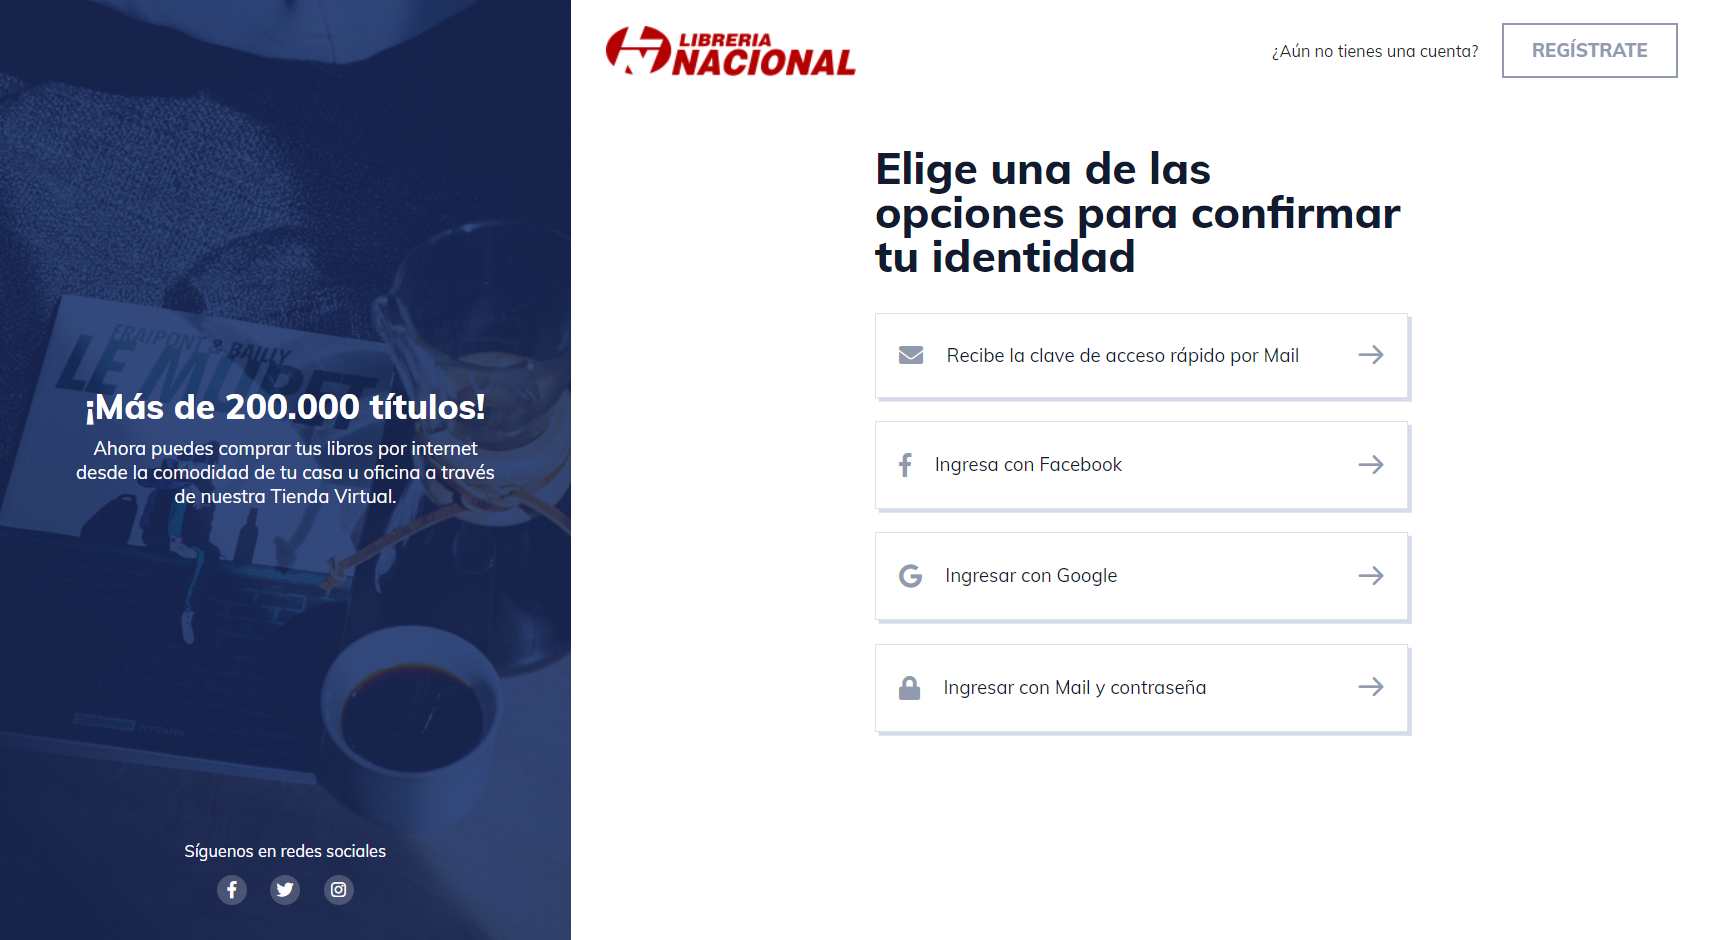 FRAIPONT & BAILLY
LE MURET
¡Más de 200.000 títulos!
Ahora puedes comprar tus libros por internet
desde la comodidad de tu casa u oficina a través
de nuestra Tienda Virtual.
Síguenos en redes sociales
LIBRERIA
NACIONAL
¿Aún no tienes una cuenta?
REGÍSTRATE
Elige una de las
opciones para confirmar
tu identidad
Recibe la clave de acceso rápido por Mail
Ingresa con Facebook
Ingresar con Google
Ingresar con Mail y contraseña